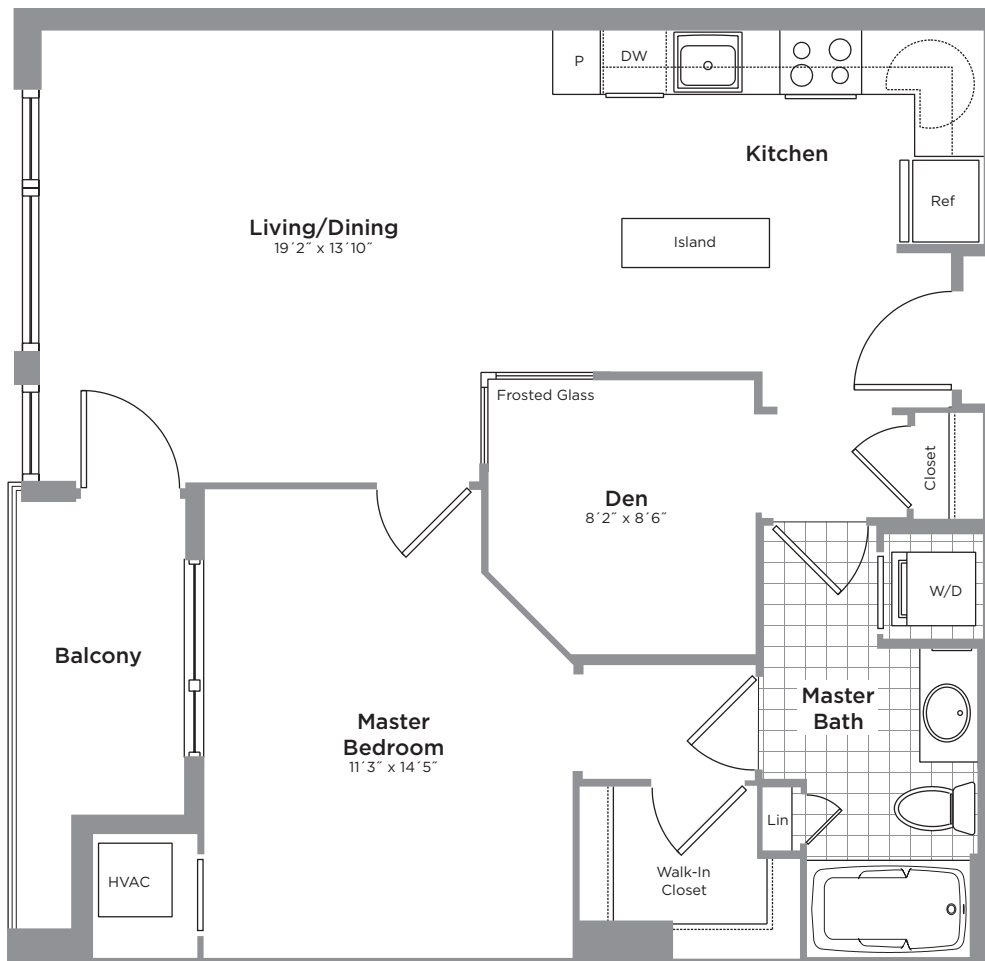 P
DW
Kitchen
Ref
Living/Dining
19´2˝ x 13´10˝
Island
Frosted Glass
Closet
Den
8´2˝ x 8´6˝
W/D
Balcony
Master
Bath
Master
Bedroom
11´3˝ x 14´5˝
Lin
HVAC
Walk-In
Closet